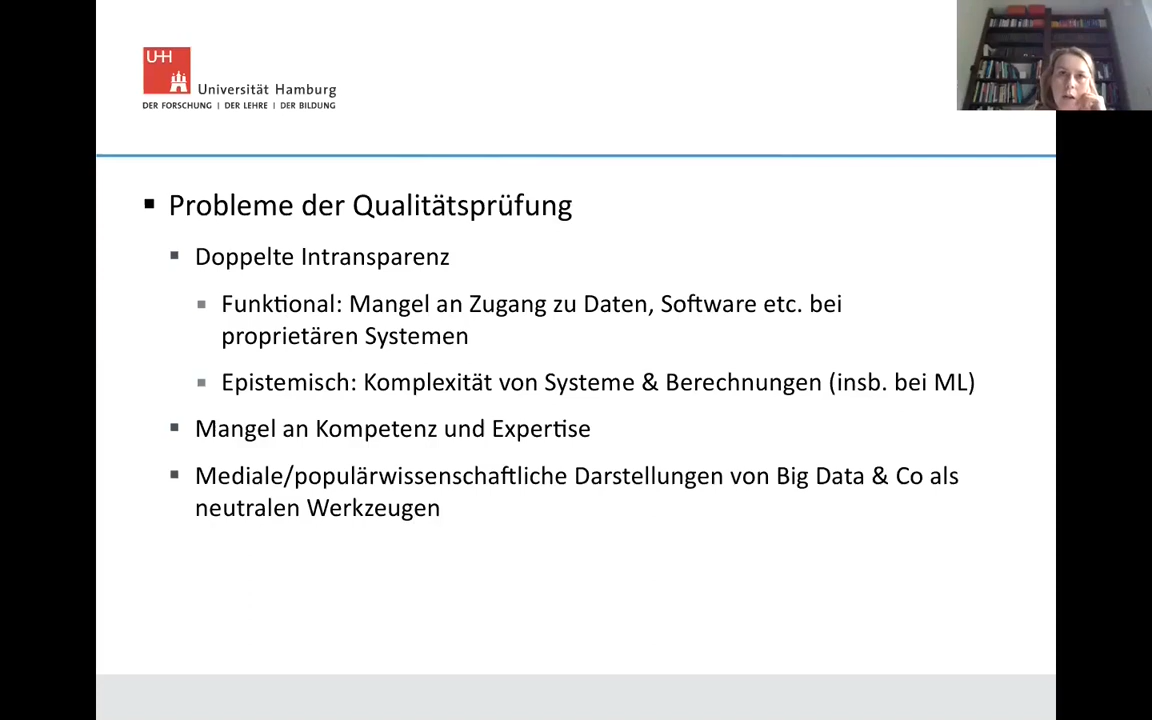 UHH
Universität Hamburg
DER FORSCHUNG | DER LEHRE | DER BILDUNG
Probleme der Qualitätsprüfung
Doppelte Intransparenz
Funktional: Mangel an Zugang zu Daten, Software etc. bei
proprietären Systemen
Epistemisch: Komplexität von Systeme & Berechnungen (insb. bei ML)
Mangel an Kompetenz und Expertise
Mediale/populärwissenschaftliche Darstellungen von Big Data & Co als
neutralen Werkzeugen